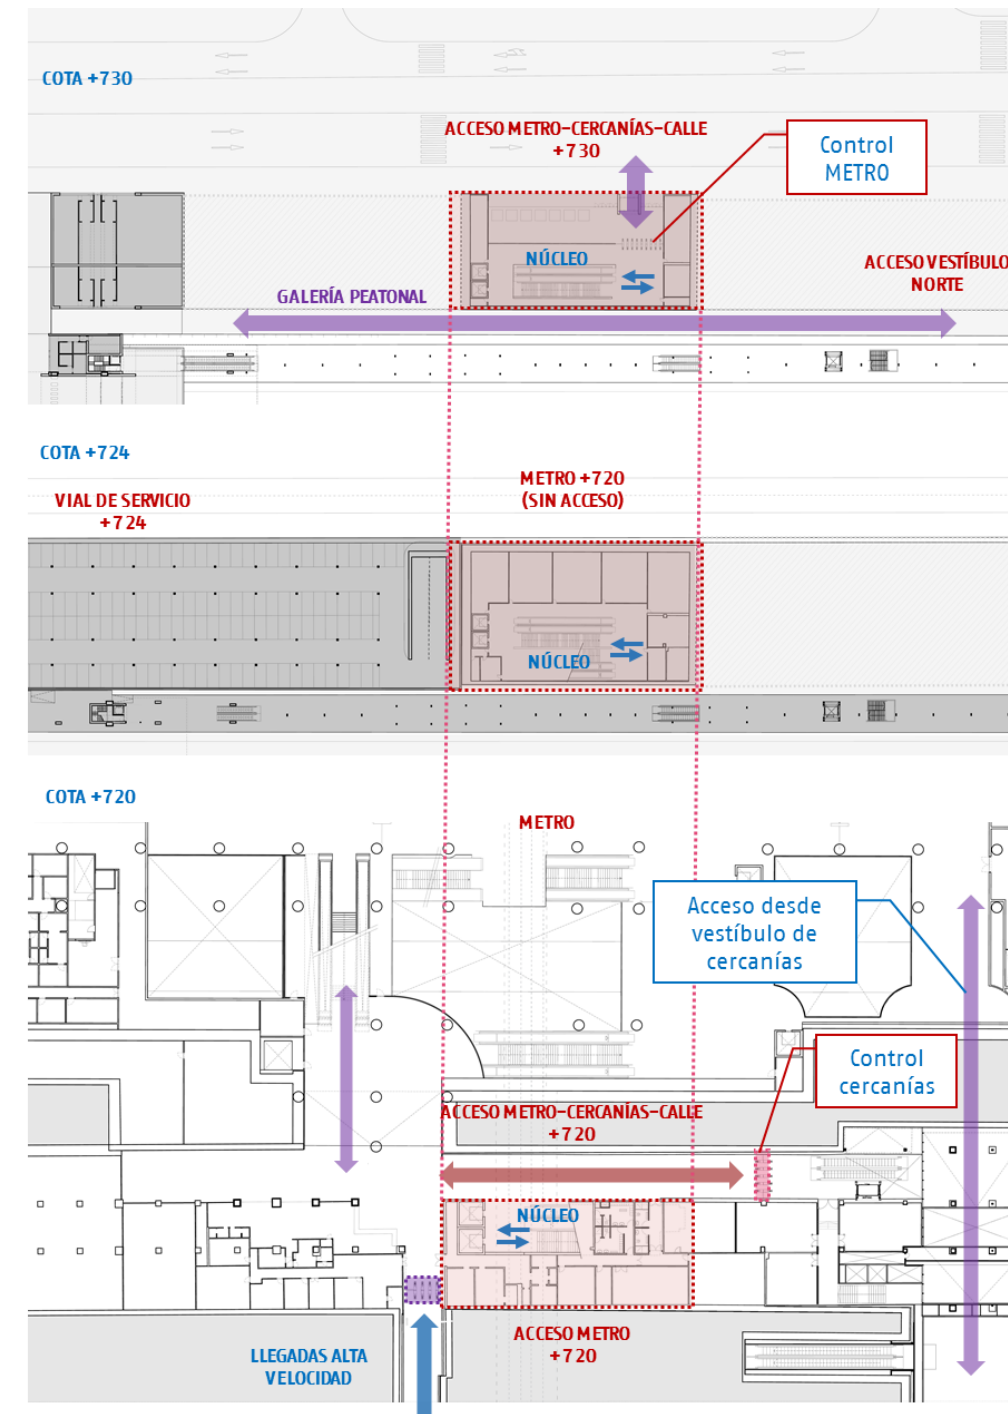 COTA +730
ACCESO METRO-CERCANÍAS-CALLE
+730
Control
METRO
NÚCLEO
ACCESO VESTÍBULO
NORTE
GALERÍA PEATONAL
COTA +724
METRO +720
(SIN ACCESO)
VIAL DE SERVICIO
+724
NÚCLEO
COTA +720
METRO
Acceso desde
vestíbulo de
cercanías
Control
cercanías
ACCESO METRO-CERCANÍAS-CALLE
+720
NÚCLEO
ACCESO METRO
+720
LLEGADAS ALTA
VELOCIDAD